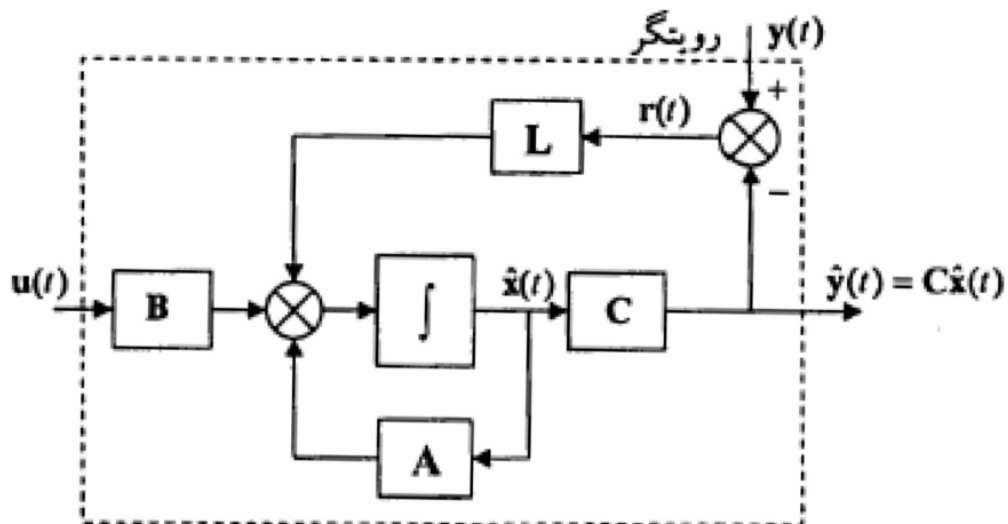 رویتگر
y(t)
+
r(t)
L
−
u(t)
B
∫
x̂(t)
C
ŷ(t) = Cx̂(t)
A